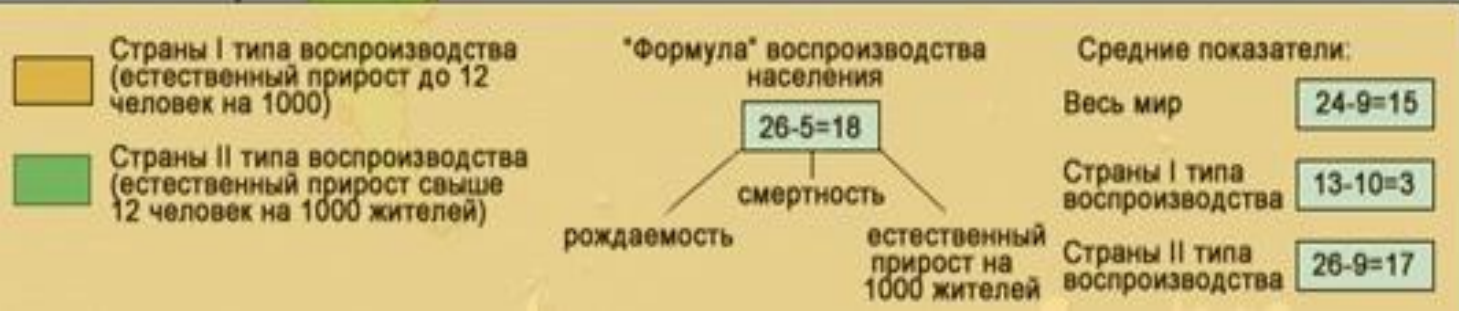 Страны I типа воспроизводства
(естественный прирост до 12
человек на 1000)
Страны II типа воспроизводства
(естественный прирост свыше
12 человек на 1000 жителей)
"Формула" воспроизводства
населения
26-5=18
рождаемость
смертность
естественный
прирост на
1000 жителей
Средние показатели:
Весь мир
24-9=15
Страны I типа
воспроизводства
13-10=3
Страны II типа
воспроизводства
26-9=17